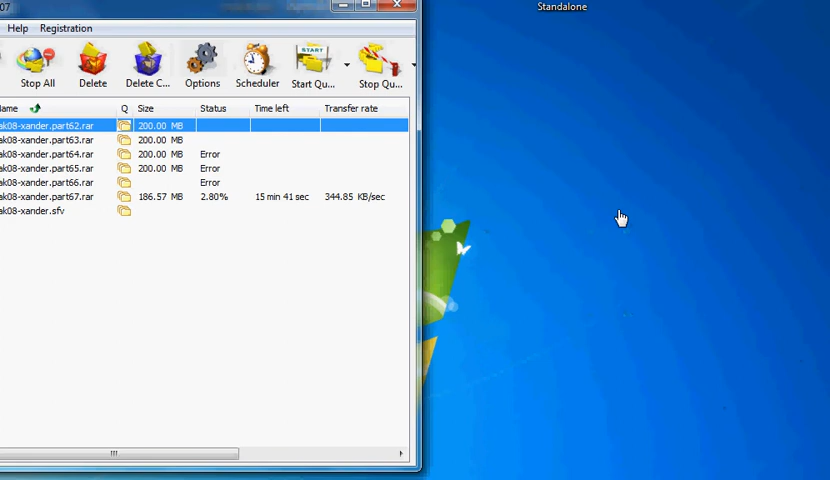 07
Standalone
Help Registration
Stop All Delete Delete C... Options Scheduler Start Qu... Stop Qu...
Name Q Size Status Time left Transfer rate
ak08-xander.part62.rar 200.00 MB
ak08-xander.part63.rar 200.00 MB
ak08-xander.part64.rar 200.00 MB Error
ak08-xander.part65.rar 200.00 MB Error
ak08-xander.part66.rar Error
ak08-xander.part67.rar 186.57 MB 2.80% 15 min 41 sec 344.85 KB/sec
ak08-xander.sfv